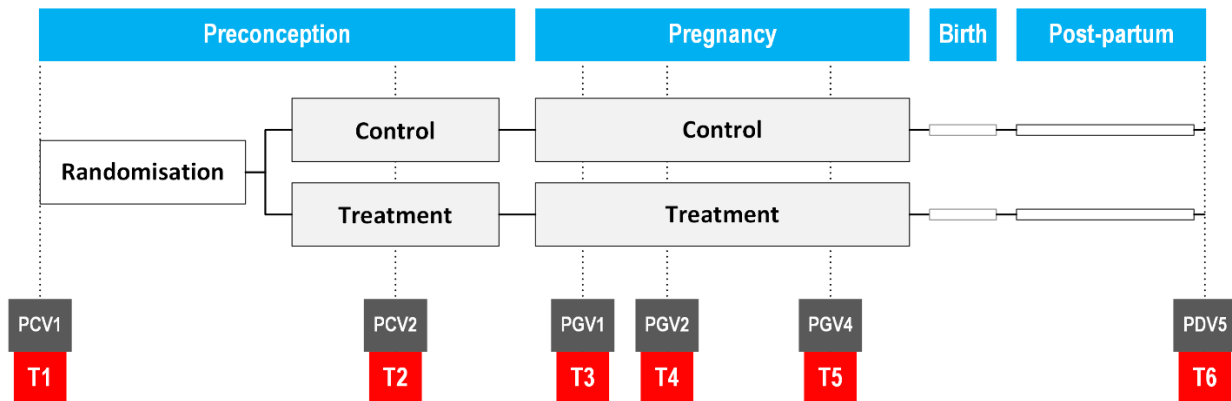 Preconception
Pregnancy
Birth
Post-partum
Control
Control
Randomisation
Treatment
Treatment
PCV1
PCV2
PGV1
PGV2
PGV4
PDV5
T1
T2
T3
T4
T5
T6